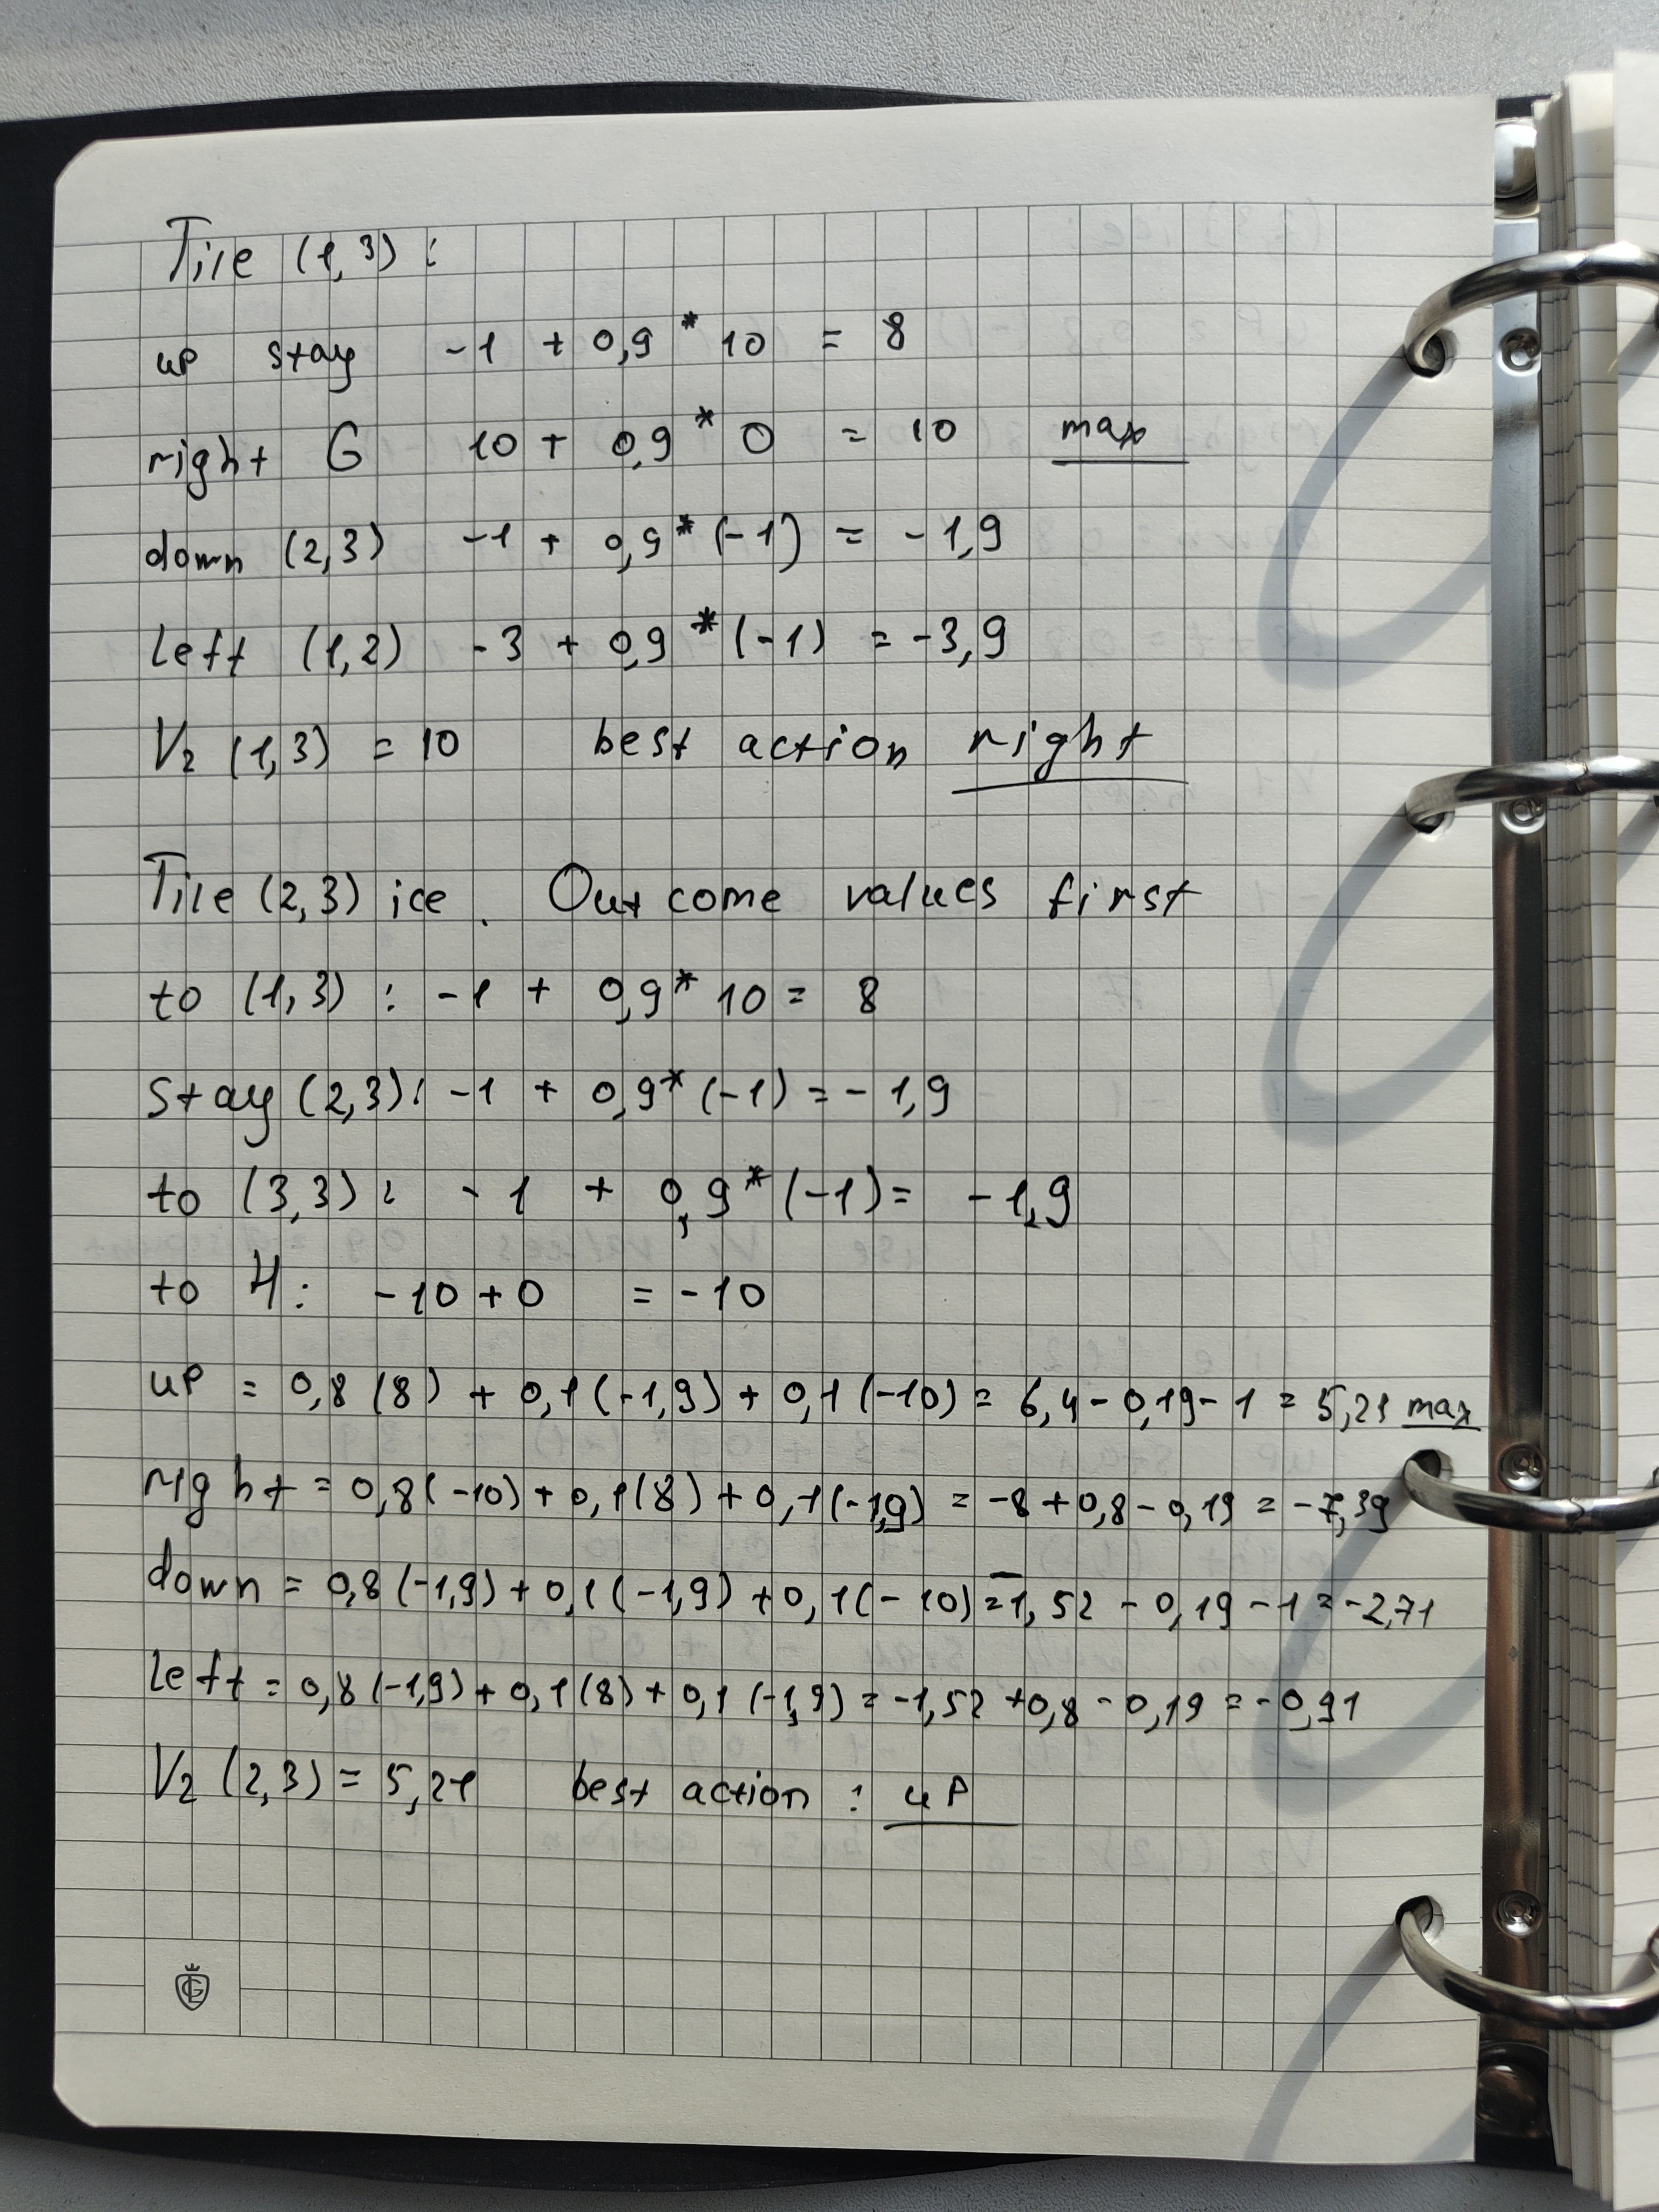 Tile (1,3) :
up stay -1 + 0,9 * 10 = 8
right G 10 + 0,9 * 0 = 10 max
down (2,3) -1 + 0,9 * (-1) = -1,9
left (1,2) -3 + 0,9 * (-1) = -3,9
V2 (1,3) = 10 best action right
Tile (2,3) ice . Outcome values first
to (1,3) : -1 + 0,9 * 10 = 8
stay (2,3) : -1 + 0,9 * (-1) = -1,9
to (3,3) : -1 + 0,9 * (-1) = -1,9
to H : -10 + 0 = -10
up = 0,8 (8) + 0,1 (-1,9) + 0,1 (-10) = 6,4 - 0,19 - 1 = 5,21 max
right = 0,8 (-10) + 0,1 (8) + 0,1 (-1,9) = -8 + 0,8 - 0,19 = -7,39
down = 0,8 (-1,9) + 0,1 (-1,9) + 0,1 (-10) = -1,52 - 0,19 - 1 = -2,71
left = 0,8 (-1,9) + 0,1 (8) + 0,1 (-1,9) = -1,52 + 0,8 - 0,19 = -0,91
V2 (2,3) = 5,21 best action : up